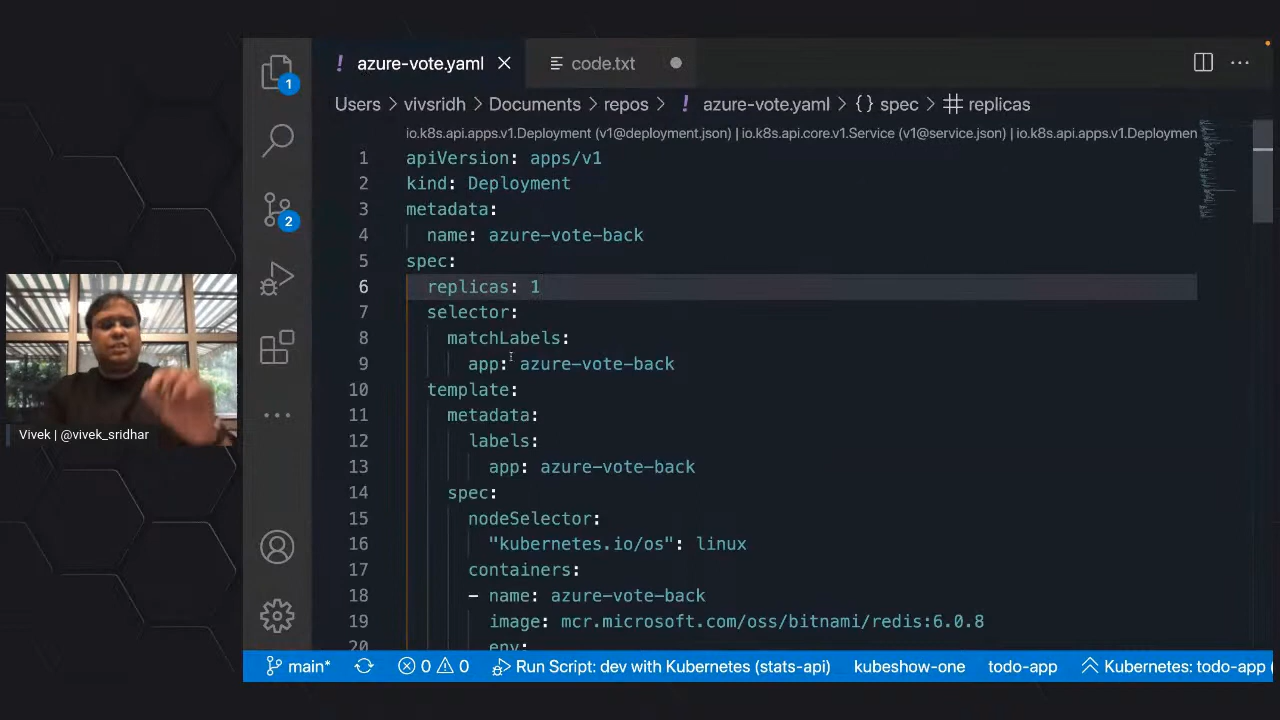 azure-vote.yaml
code.txt
1
Users > vivsridh > Documents > repos > ! azure-vote.yaml > {} spec > replicas
io.k8s.api.apps.v1.Deployment (v1@deployment.json) | io.k8s.api.core.v1.Service (v1@service.json) | io.k8s.api.apps.v1.Deploymen
1 apiVersion: apps/v1
2 kind: Deployment
3 metadata:
4 name: azure-vote-back
2
5 spec:
6 replicas: 1
7 selector:
8 matchLabels:
9 app: azure-vote-back
10 template:
11 metadata:
12 labels:
Vivek | @vivek_sridhar
13 app: azure-vote-back
14 spec:
15 nodeSelector:
16 "kubernetes.io/os": linux
17 containers:
18 - name: azure-vote-back
19 image: mcr.microsoft.com/oss/bitnami/redis:6.0.8
20 env:
main* 0 0 Run Script: dev with Kubernetes (stats-api) kubeshow-one todo-app Kubernetes: todo-app (